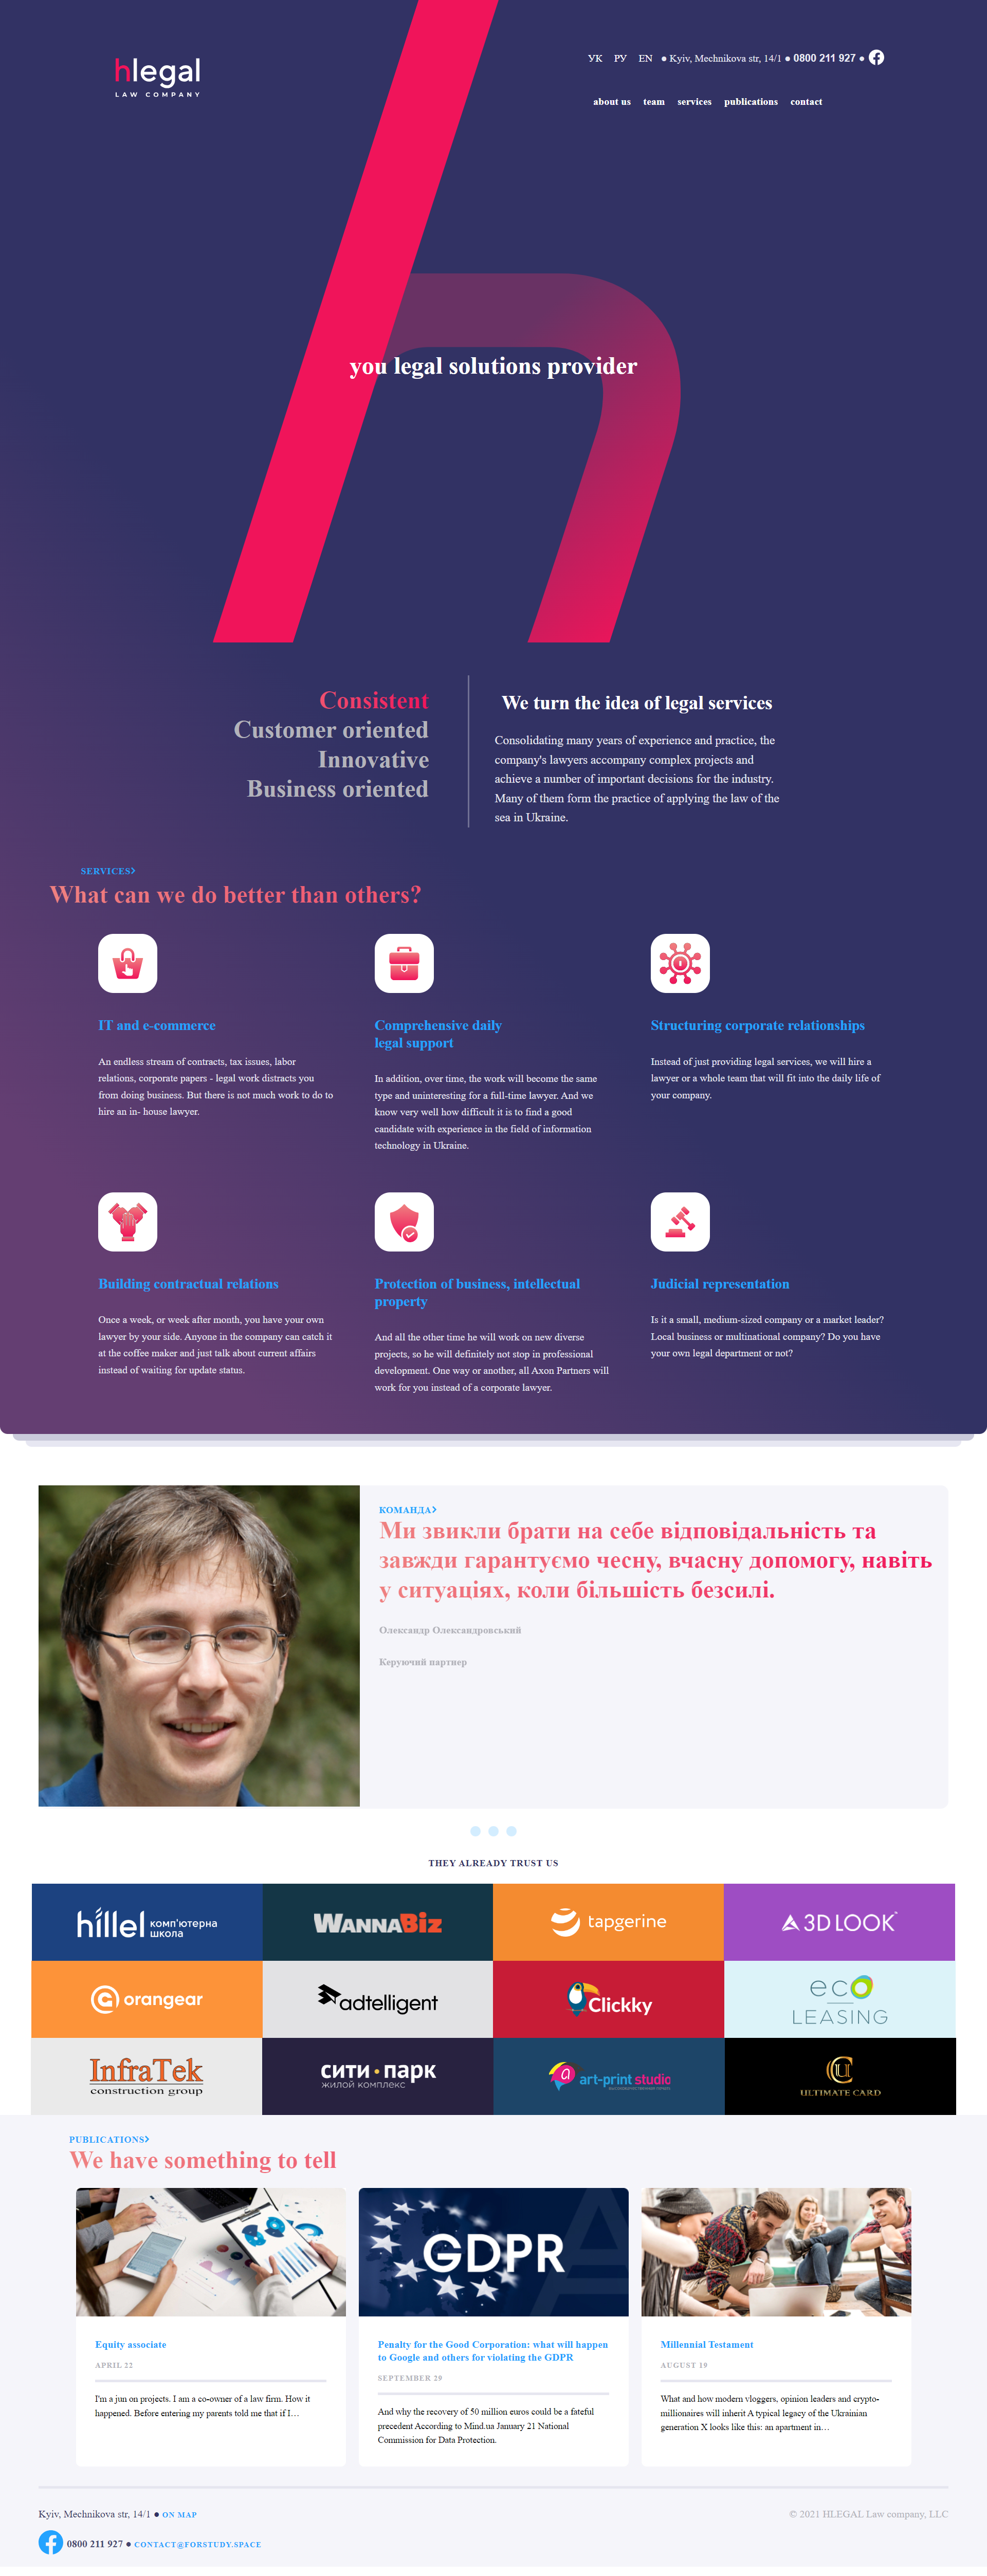 hlegal
LAW COMPANY
УК РУ EN ● Kyiv, Mechnikova str, 14/1 ● 0800 211 927 ●
about us team services publications contact
you legal solutions provider
Consistent
Customer oriented
Innovative
Business oriented
We turn the idea of legal services
Consolidating many years of experience and practice, the
company's lawyers accompany complex projects and
achieve a number of important decisions for the industry.
Many of them form the practice of applying the law of the
sea in Ukraine.
SERVICES
What can we do better than others?
IT and e-commerce
An endless stream of contracts, tax issues, labor
relations, corporate papers - legal work distracts you
from doing business. But there is not much work to do to
hire an in- house lawyer.
Comprehensive daily
legal support
In addition, over time, the work will become the same
type and uninteresting for a full-time lawyer. And we
know very well how difficult it is to find a good
candidate with experience in the field of information
technology in Ukraine.
Structuring corporate relationships
Instead of just providing legal services, we will hire a
lawyer or a whole team that will fit into the daily life of
your company.
Building contractual relations
Once a week, or week after month, you have your own
lawyer by your side. Anyone in the company can catch it
at the coffee maker and just talk about current affairs
instead of waiting for update status.
Protection of business, intellectual
property
And all the other time he will work on new diverse
projects, so he will definitely not stop in professional
development. One way or another, all Axon Partners will
work for you instead of a corporate lawyer.
Judicial representation
Is it a small, medium-sized company or a market leader?
Local business or multinational company? Do you have
your own legal department or not?
КОМАНДА
Ми звикли брати на себе відповідальність та
завжди гарантуємо чесну, вчасну допомогу, навіть
у ситуаціях, коли більшість безсилі.
Олександр Олександровський
Керуючий партнер
THEY ALREADY TRUST US
hillel комп'ютерна
школа
WANNABIZ
tapgerine
3D LOOK™
orangear
adtelligent
Clickky
eco
LEASING
InfraTek
construction group
сити·парк
жилой комплекс
art-print studio
ULTIMATE CARD
PUBLICATIONS
We have something to tell
GDPR
Equity associate
APRIL 22
I'm a jun on projects. I am a co-owner of a law firm. How it
happened. Before entering my parents told me that if I…
Penalty for the Good Corporation: what will happen
to Google and others for violating the GDPR
SEPTEMBER 29
And why the recovery of 50 million euros could be a fateful
precedent According to Mind.ua January 21 National
Commission for Data Protection.
Millennial Testament
AUGUST 19
What and how modern vloggers, opinion leaders and crypto-
millionaires will inherit A typical legacy of the Ukrainian
generation X looks like this: an apartment in…
Kyiv, Mechnikova str, 14/1 ● ON MAP
© 2021 HLEGAL Law company, LLC
0800 211 927 ● CONTACT@FORSTUDY.SPACE